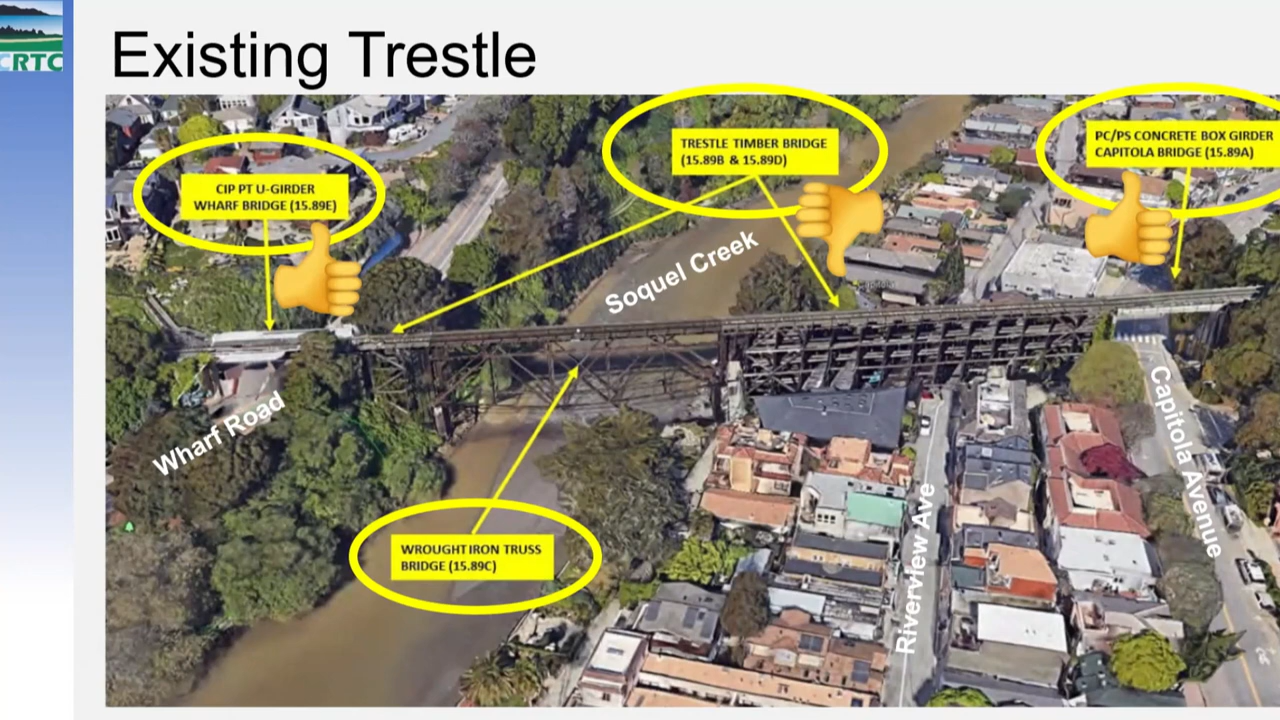 CRTC
Existing Trestle
TRESTLE TIMBER BRIDGE
(15.89B & 15.89D)
PC/PS CONCRETE BOX GIRDER
CAPITOLA BRIDGE (15.89A)
CIP PT U-GIRDER
WHARF BRIDGE (15.89E)
Soquel Creek
Wharf Road
Capitola Avenue
Riverview Ave
WROUGHT IRON TRUSS
BRIDGE (15.89C)